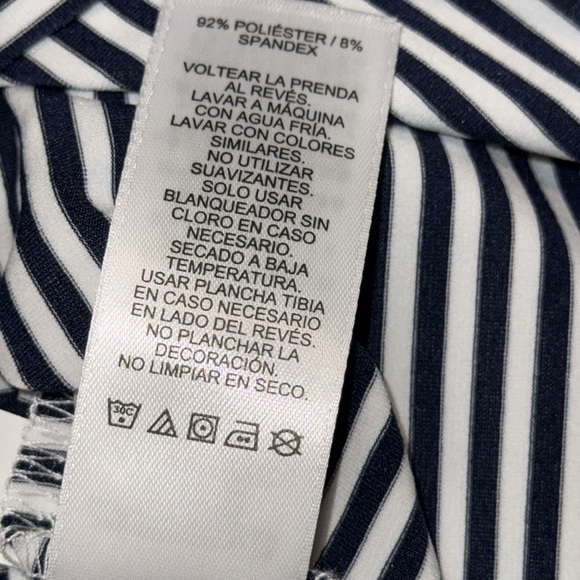 92% POLIÉSTER / 8%
SPANDEX
VOLTEAR LA PRENDA
AL REVÉS.
LAVAR A MÁQUINA
CON AGUA FRÍA.
LAVAR CON COLORES
SIMILARES.
NO UTILIZAR
SUAVIZANTES.
SOLO USAR
BLANQUEADOR SIN
CLORO EN CASO
NECESARIO.
SECADO A BAJA
TEMPERATURA.
USAR PLANCHA TIBIA
EN CASO NECESARIO
EN LADO DEL REVÉS.
NO PLANCHAR LA
DECORACIÓN.
NO LIMPIAR EN SECO.
30C